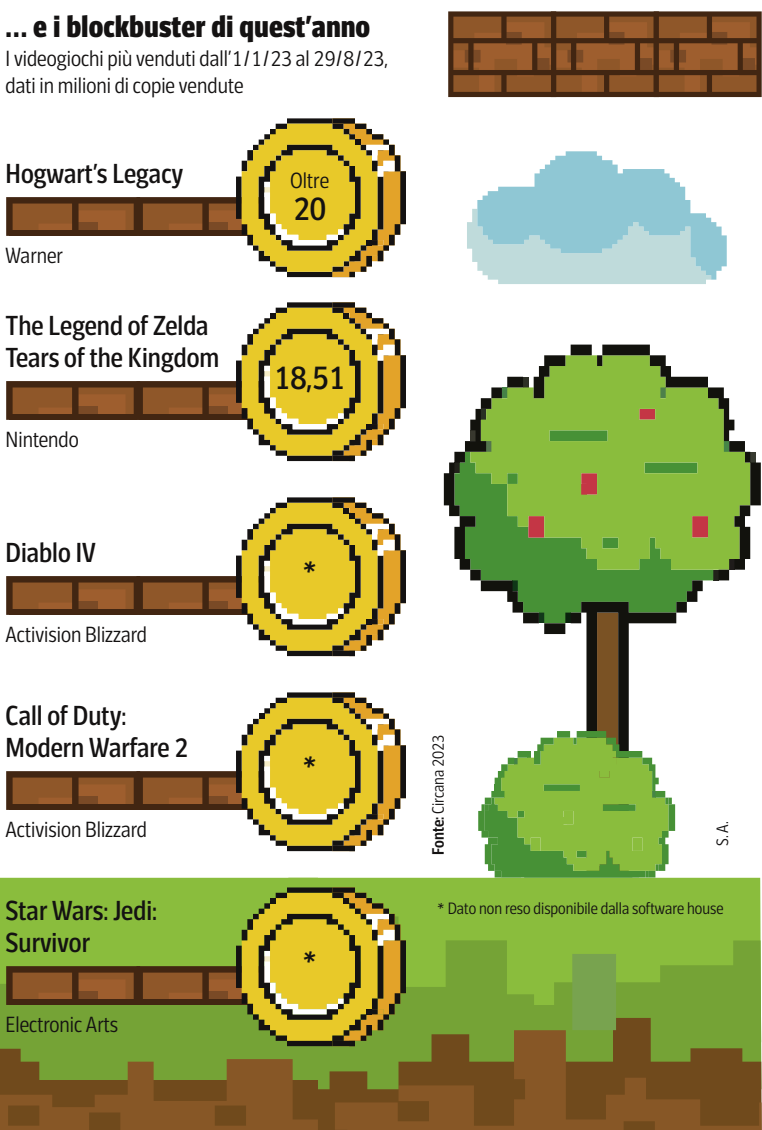 ... e i blockbuster di quest'anno
I videogiochi più venduti dall'1/1/23 al 29/8/23,
dati in milioni di copie vendute
Hogwart's Legacy
Oltre
20
Warner
The Legend of Zelda
Tears of the Kingdom
18,51
Nintendo
Diablo IV
*
Activision Blizzard
Call of Duty:
Modern Warfare 2
*
Activision Blizzard
Fonte: Circana 2023
S. A.
Star Wars: Jedi:
Survivor
*
Electronic Arts
* Dato non reso disponibile dalla software house